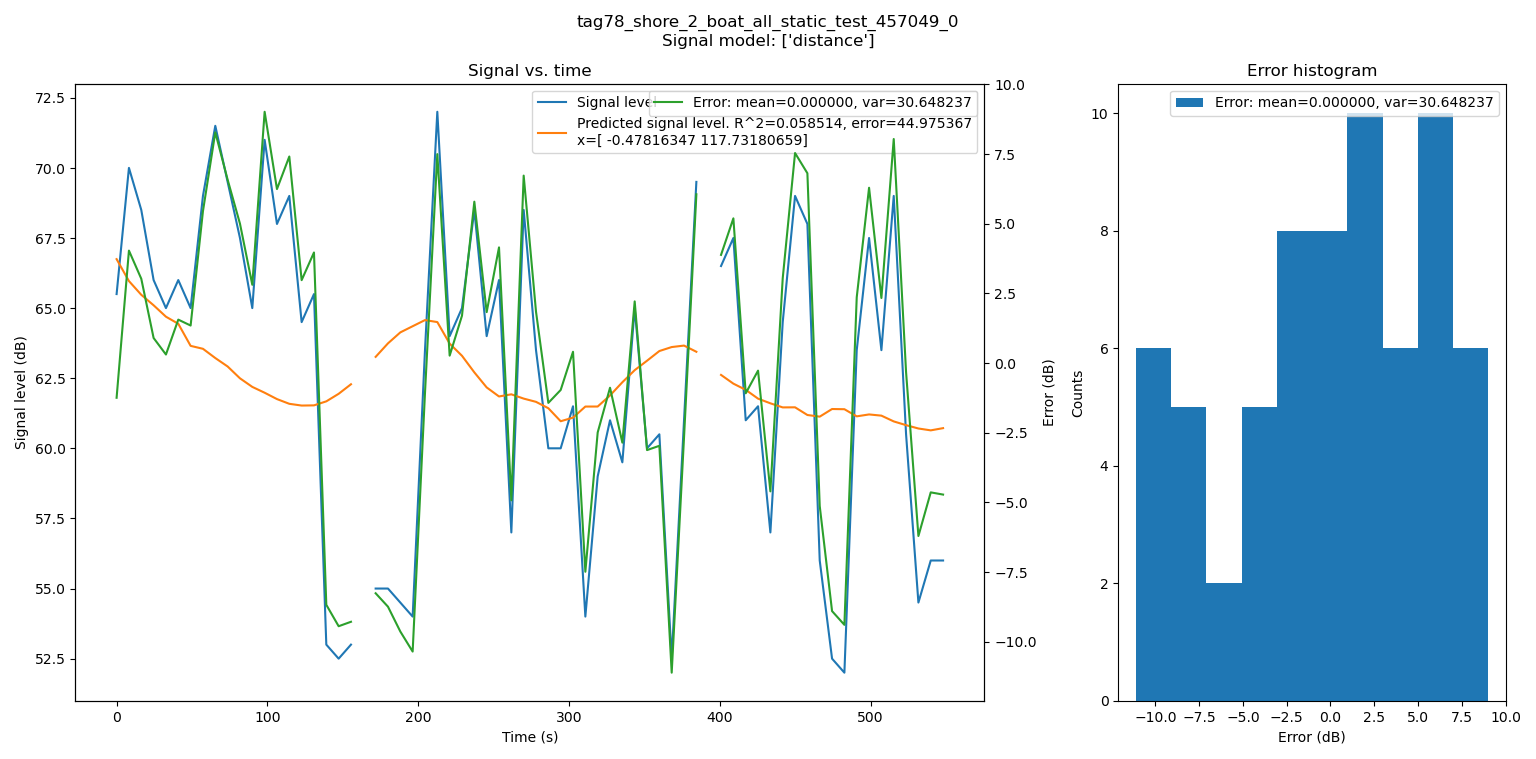 tag78_shore_2_boat_all_static_test_457049_0
Signal model: ['distance']
Signal vs. time
Signal level
Error: mean=0.000000, var=30.648237
Predicted signal level. R^2=0.058514, error=44.975367
x=[ -0.47816347 117.73180659]
72.5
70.0
67.5
65.0
62.5
60.0
57.5
55.0
52.5
Signal level (dB)
0
100
200
300
400
500
Time (s)
10.0
7.5
5.0
2.5
0.0
−2.5
−5.0
−7.5
−10.0
Error (dB)
Error histogram
Error: mean=0.000000, var=30.648237
10
8
6
4
2
0
Counts
−10.0
−7.5
−5.0
−2.5
0.0
2.5
5.0
7.5
10.0
Error (dB)